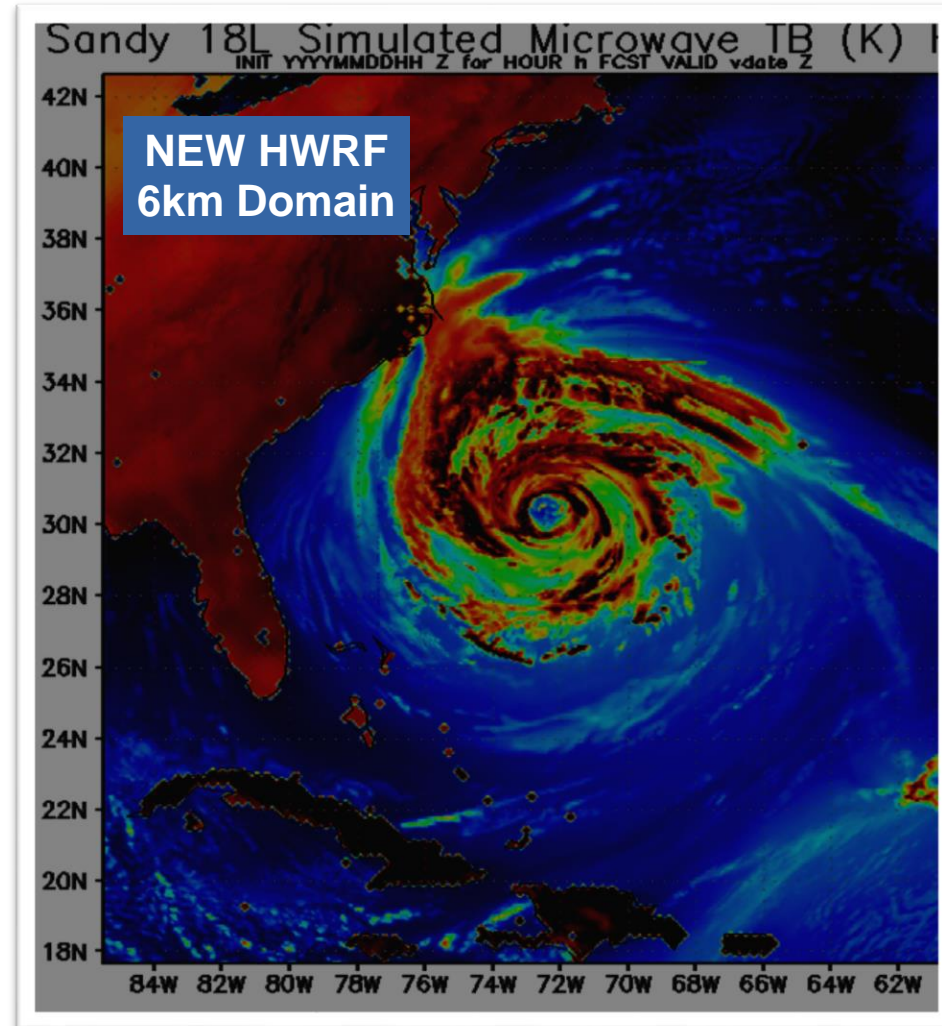 Sandy 18L Simulated Microwave TB (K) H
INIT YYYYMMDDHH Z for HOUR h FCST VALID vdate Z
NEW HWRF
6km Domain
42N
40N
38N
36N
34N
32N
30N
28N
26N
24N
22N
20N
18N
84W 82W 80W 78W 76W 74W 72W 70W 68W 66W 64W 62W